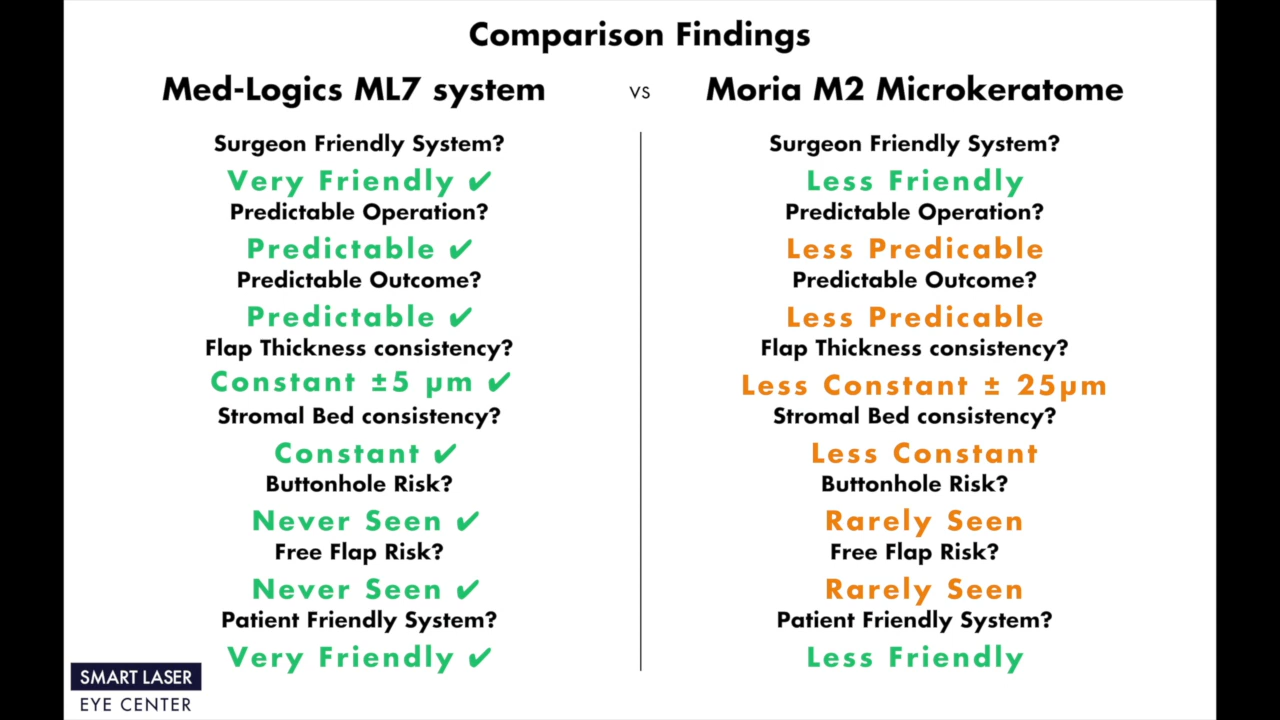 Comparison Findings
Med-Logics ML7 system vs Moria M2 Microkeratome
Surgeon Friendly System?
Very Friendly ✔
Predictable Operation?
Predictable ✔
Predictable Outcome?
Predictable ✔
Flap Thickness consistency?
Constant ±5 µm ✔
Stromal Bed consistency?
Constant ✔
Buttonhole Risk?
Never Seen ✔
Free Flap Risk?
Never Seen ✔
Patient Friendly System?
Very Friendly ✔
Surgeon Friendly System?
Less Friendly
Predictable Operation?
Less Predicable
Predictable Outcome?
Less Predicable
Flap Thickness consistency?
Less Constant ± 25µm
Stromal Bed consistency?
Less Constant
Buttonhole Risk?
Rarely Seen
Free Flap Risk?
Rarely Seen
Patient Friendly System?
Less Friendly
SMART LASER
EYE CENTER